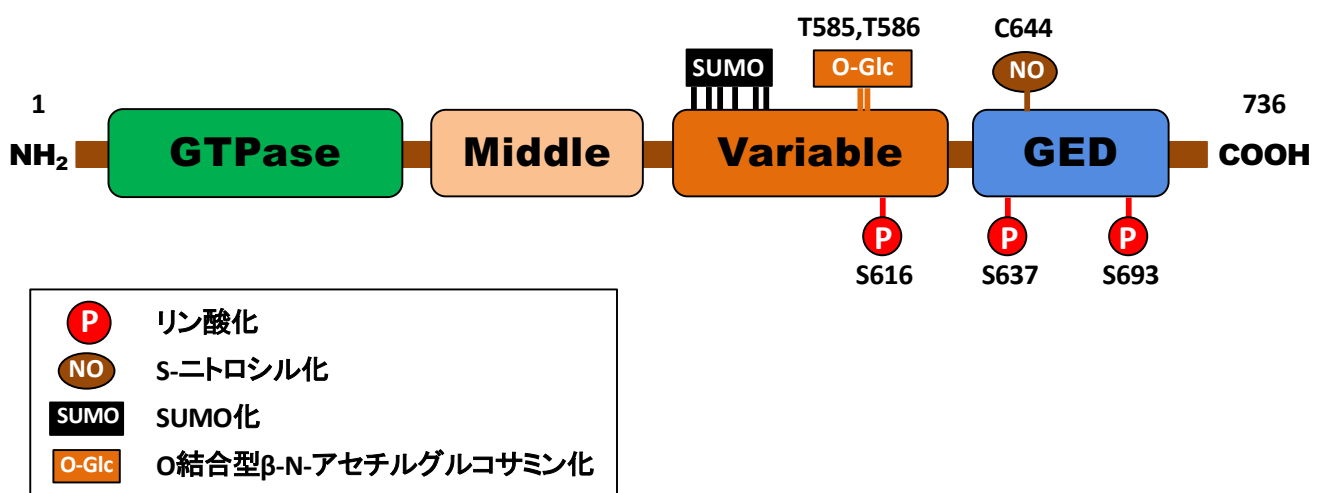 T585,T586
C644
SUMO
O-Glc
NO
1
736
NH₂
GTPase
Middle
Variable
GED
COOH
P
P
P
S616
S637
S693
P リン酸化
NO S-ニトロシル化
SUMO SUMO化
O-Glc O結合型β-N-アセチルグルコサミン化